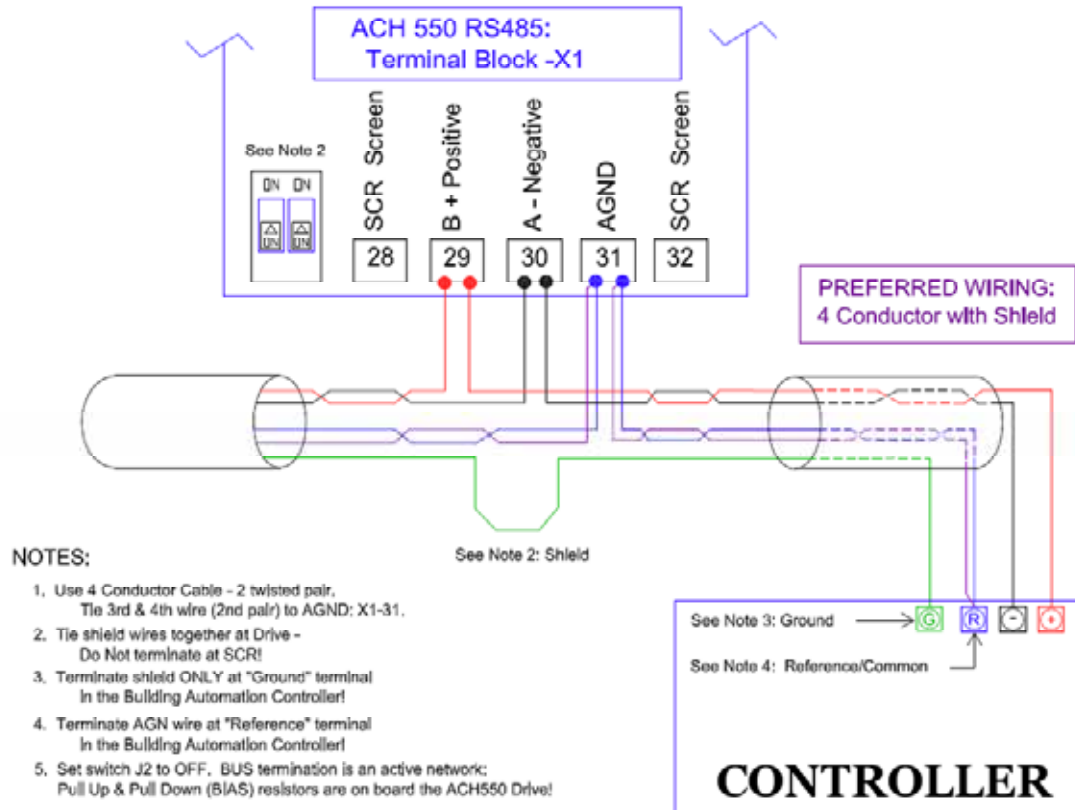 ACH 550 RS485:
Terminal Block -X1
See Note 2
ON ON
ON ON
SCR Screen
B + Positive
A - Negative
AGND
SCR Screen
28
29
30
31
32
PREFERRED WIRING:
4 Conductor with Shield
See Note 2: Shield
NOTES:
1. Use 4 Conductor Cable - 2 twisted pair.
Tie 3rd & 4th wire (2nd pair) to AGND: X1-31.
2. Tie shield wires together at Drive -
Do Not terminate at SCR!
3. Terminate shield ONLY at "Ground" terminal
in the Building Automation Controller!
4. Terminate AGN wire at "Reference" terminal
in the Building Automation Controller!
5. Set switch J2 to OFF. BUS termination is an active network:
Pull Up & Pull Down (BIAS) resistors are on board the ACH550 Drive!
See Note 3: Ground
G R - +
See Note 4: Reference/Common
CONTROLLER